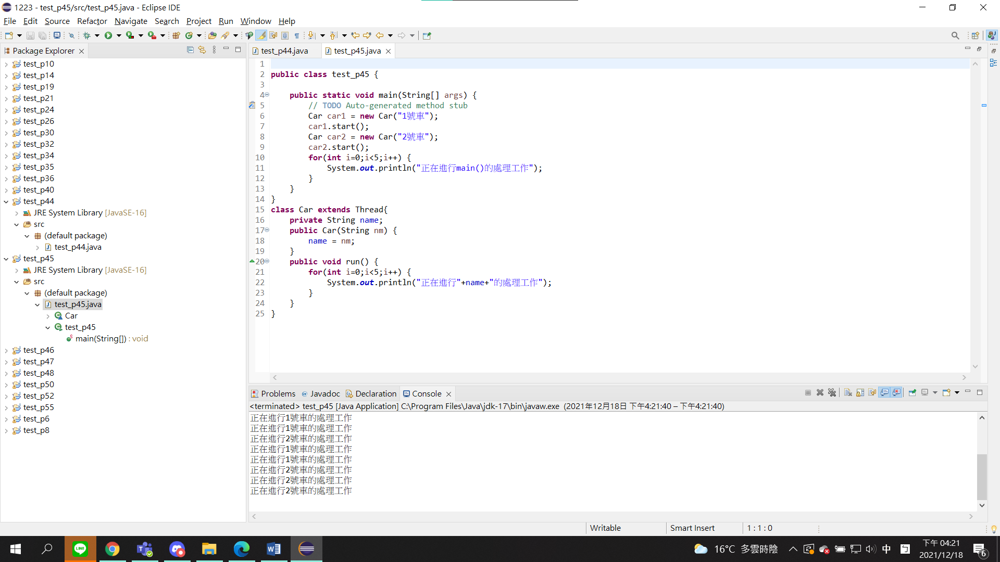 1223 - test_p45/src/test_p45.java - Eclipse IDE
File Edit Source Refactor Navigate Search Project Run Window Help
Package Explorer
test_p10
test_p14
test_p19
test_p21
test_p24
test_p26
test_p30
test_p32
test_p34
test_p35
test_p36
test_p40
test_p44
JRE System Library [JavaSE-16]
src
(default package)
test_p44.java
test_p45
JRE System Library [JavaSE-16]
src
(default package)
test_p45.java
Car
test_p45
main(String[]) : void
test_p46
test_p47
test_p48
test_p50
test_p52
test_p55
test_p6
test_p8
test_p44.java test_p45.java
1
2 public class test_p45 {
3
4 public static void main(String[] args) {
5 // TODO Auto-generated method stub
6 Car car1 = new Car("1號車");
7 car1.start();
8 Car car2 = new Car("2號車");
9 car2.start();
10 for(int i=0;i<5;i++) {
11 System.out.println("正在進行main()的處理工作");
12 }
13 }
14 }
15 class Car extends Thread{
16 private String name;
17 public Car(String nm) {
18 name = nm;
19 }
20 public void run() {
21 for(int i=0;i<5;i++) {
22 System.out.println("正在進行"+name+"的處理工作");
23 }
24 }
25 }
Problems @ Javadoc Declaration Console
<terminated> test_p45 [Java Application] C:\Program Files\Java\jdk-17\bin\javaw.exe (2021年12月18日 下午4:21:40 – 下午4:21:40)
正在進行1號車的處理工作
正在進行1號車的處理工作
正在進行2號車的處理工作
正在進行1號車的處理工作
正在進行1號車的處理工作
正在進行2號車的處理工作
正在進行2號車的處理工作
正在進行2號車的處理工作
Writable Smart Insert 1 : 1 : 0
LINE
16°C 多雲時陰
中
下午 04:21
2021/12/18
6